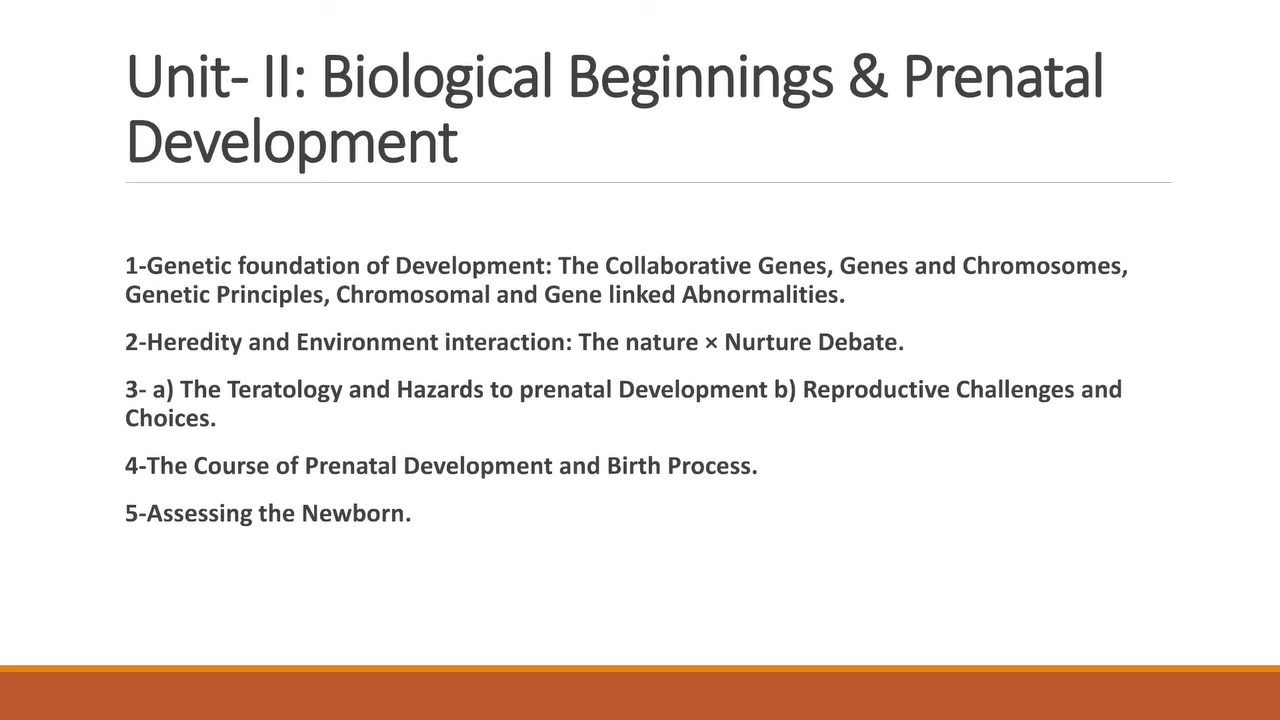 Unit- II: Biological Beginnings & Prenatal
Development
1-Genetic foundation of Development: The Collaborative Genes, Genes and Chromosomes,
Genetic Principles, Chromosomal and Gene linked Abnormalities.
2-Heredity and Environment interaction: The nature × Nurture Debate.
3- a) The Teratology and Hazards to prenatal Development b) Reproductive Challenges and
Choices.
4-The Course of Prenatal Development and Birth Process.
5-Assessing the Newborn.